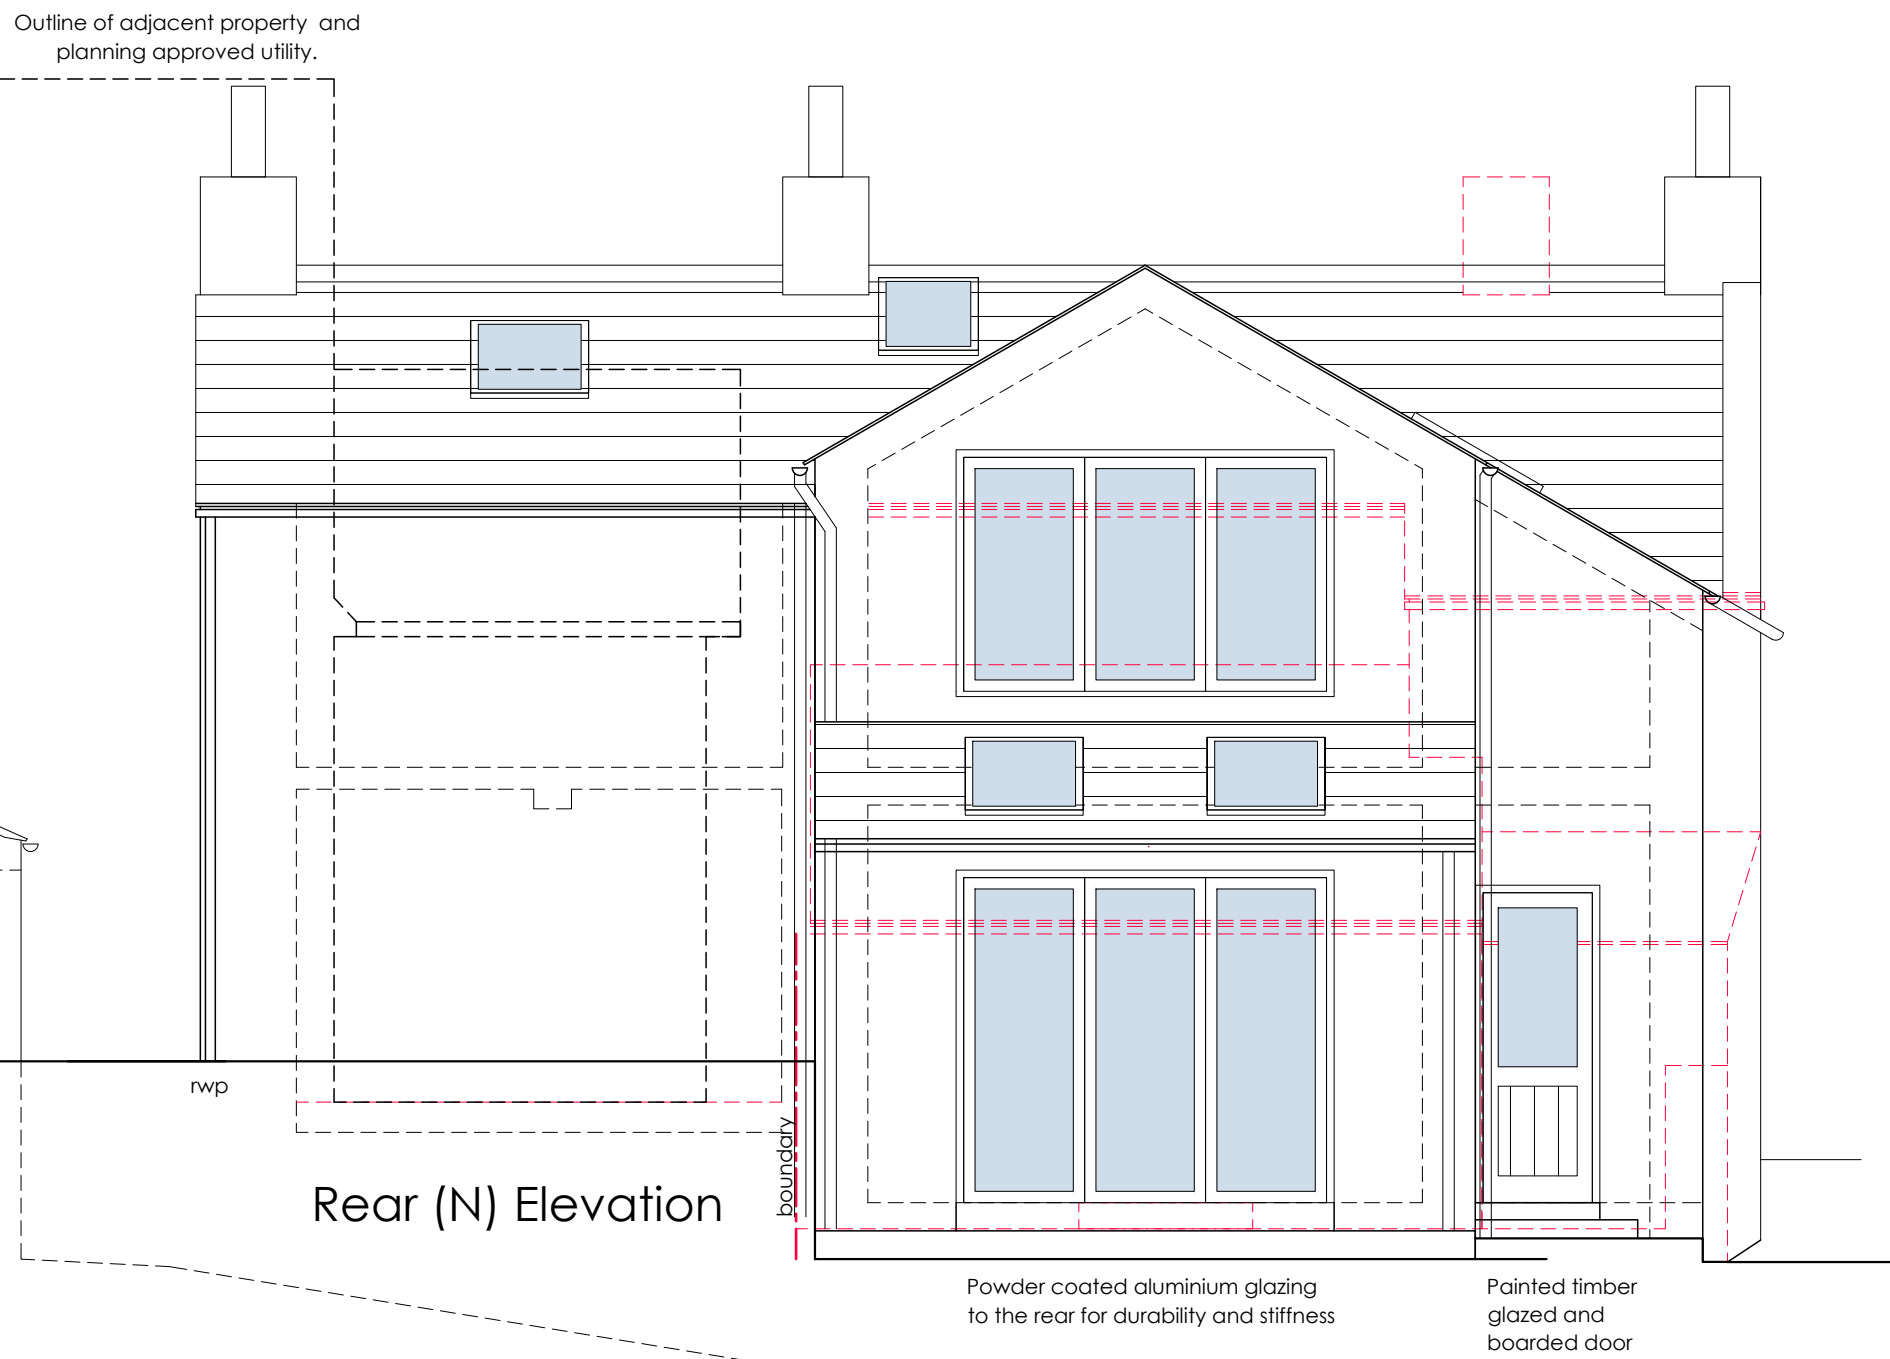 Outline of adjacent property and
planning approved utility.
rwp
boundary
Rear (N) Elevation
Powder coated aluminium glazing
to the rear for durability and stiffness
Painted timber
glazed and
boarded door